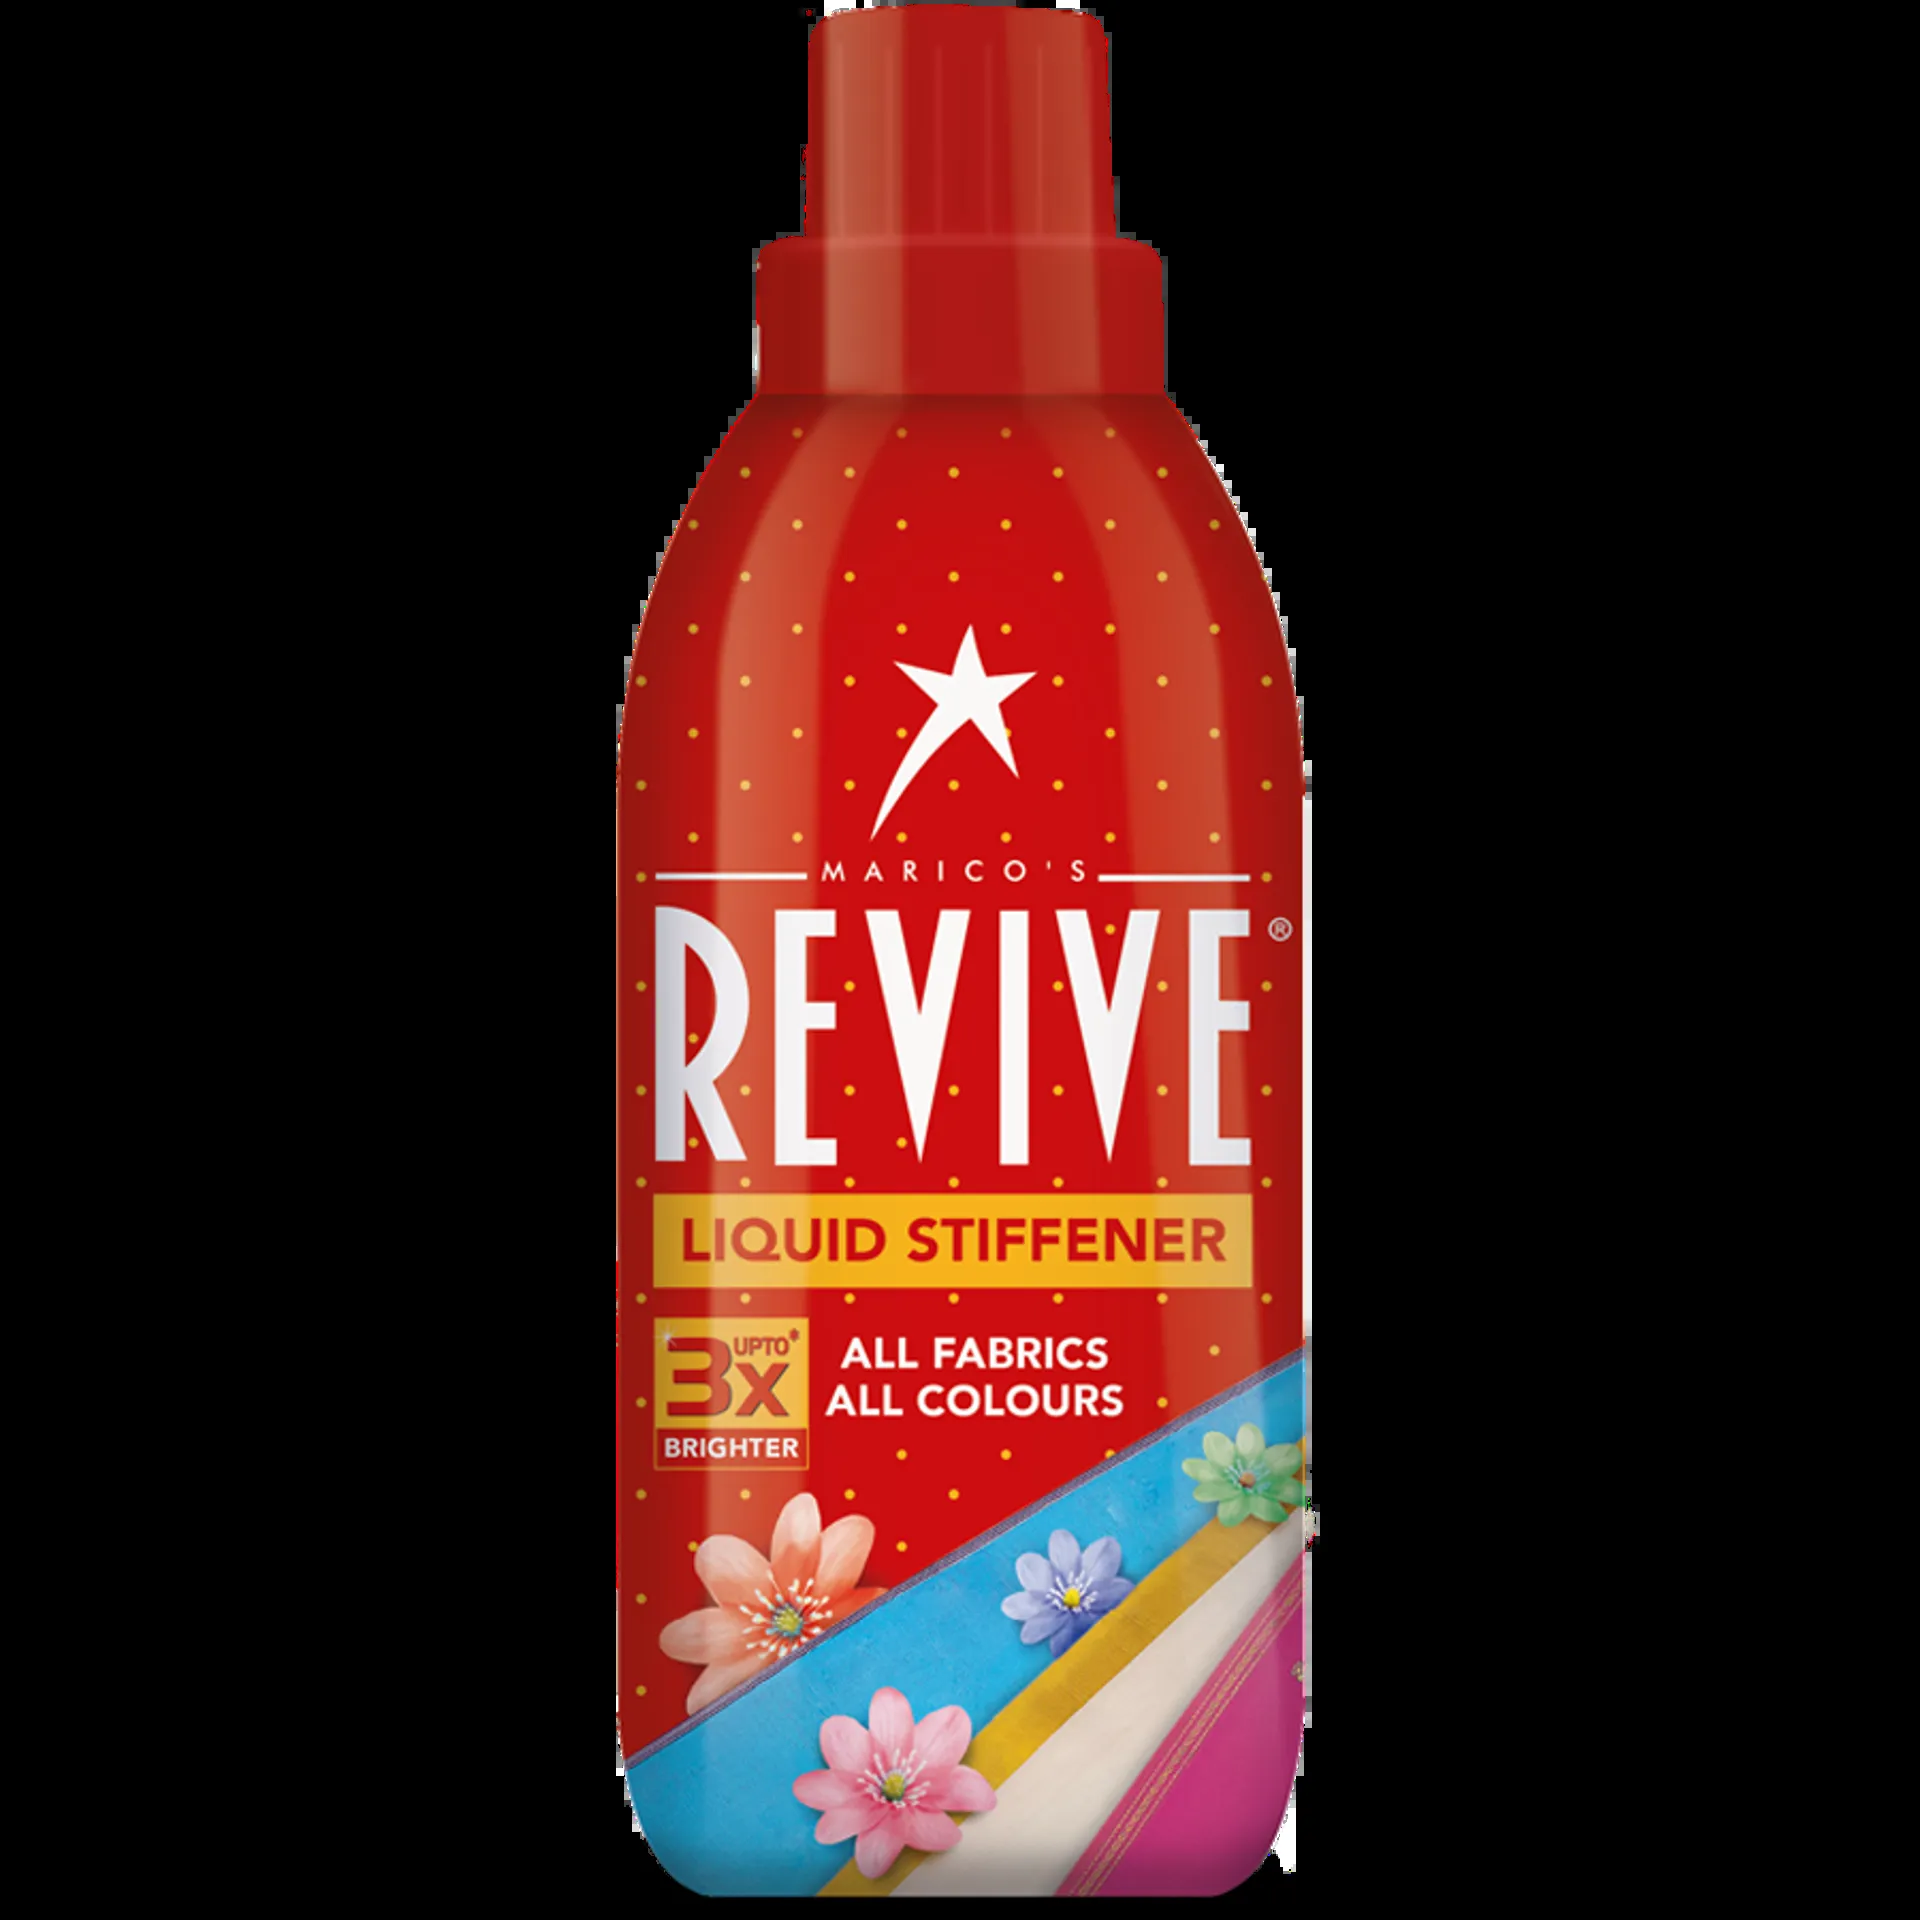 MARICO'S
REVIVE®
LIQUID STIFFENER
3x UPTO*
BRIGHTER
ALL FABRICS
ALL COLOURS